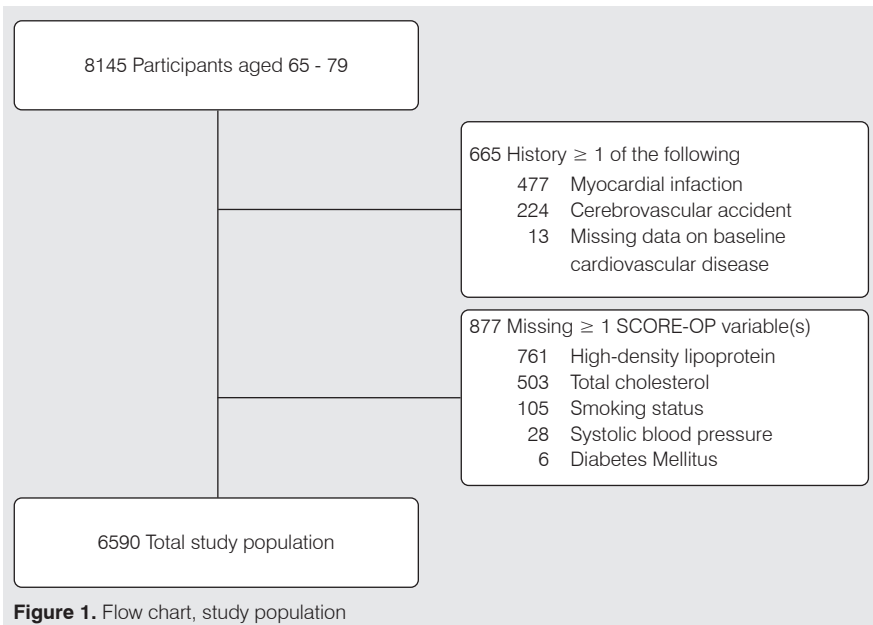 8145 Participants aged 65 - 79
665 History ≥ 1 of the following
477 Myocardial infaction
224 Cerebrovascular accident
13 Missing data on baseline
cardiovascular disease
877 Missing ≥ 1 SCORE-OP variable(s)
761 High-density lipoprotein
503 Total cholesterol
105 Smoking status
28 Systolic blood pressure
6 Diabetes Mellitus
6590 Total study population
Figure 1. Flow chart, study population